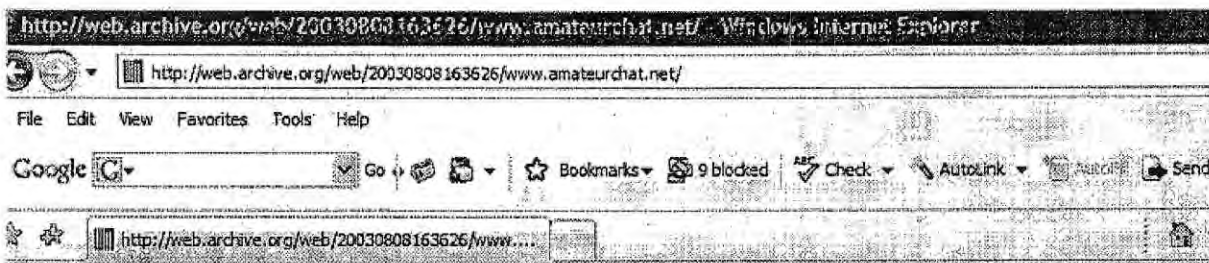 http://web.archive.org/web/20030808163626/www.amateurchat.net/ - Windows Internet Explorer
http://web.archive.org/web/20030808163626/www.amateurchat.net/
File Edit View Favorites Tools Help
Google G Go Bookmarks 9 blocked ABC Check AutoLink AutoFill Send
http://web.archive.org/web/20030808163626/www....